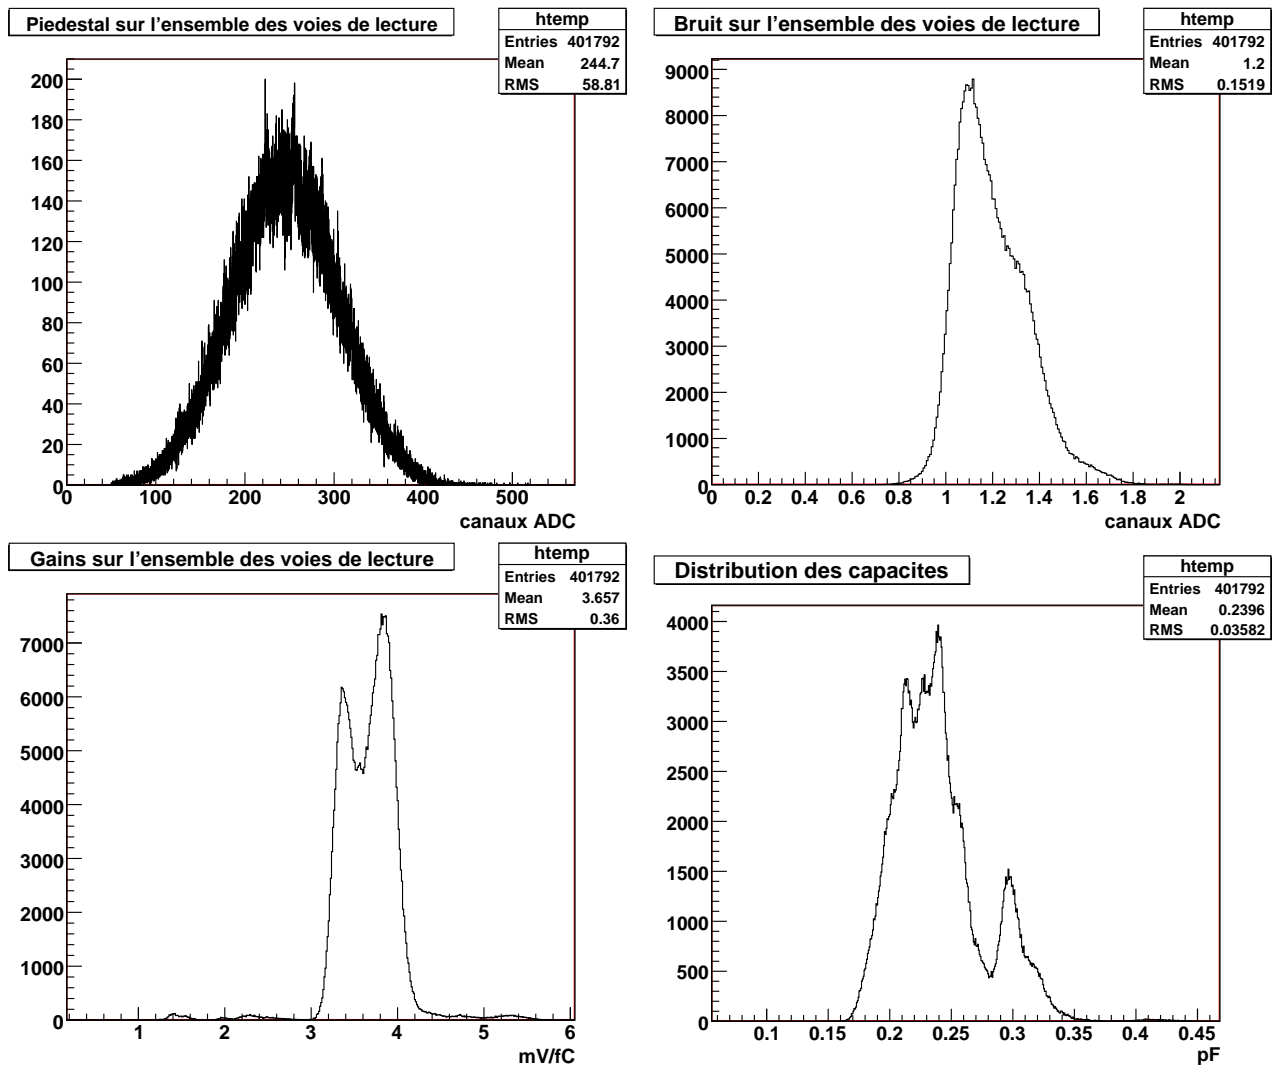 Piedestal sur l'ensemble des voies de lecture
htemp
Entries 401792
Mean 244.7
RMS 58.81
200
180
160
140
120
100
80
60
40
20
0
0 100 200 300 400 500
canaux ADC
Bruit sur l'ensemble des voies de lecture
htemp
Entries 401792
Mean 1.2
RMS 0.1519
9000
8000
7000
6000
5000
4000
3000
2000
1000
0
0 0.2 0.4 0.6 0.8 1 1.2 1.4 1.6 1.8 2
canaux ADC
Gains sur l'ensemble des voies de lecture
htemp
Entries 401792
Mean 3.657
RMS 0.36
7000
6000
5000
4000
3000
2000
1000
0
1 2 3 4 5 6
mV/fC
Distribution des capacites
htemp
Entries 401792
Mean 0.2396
RMS 0.03582
4000
3500
3000
2500
2000
1500
1000
500
0
0.1 0.15 0.2 0.25 0.3 0.35 0.4 0.45
pF